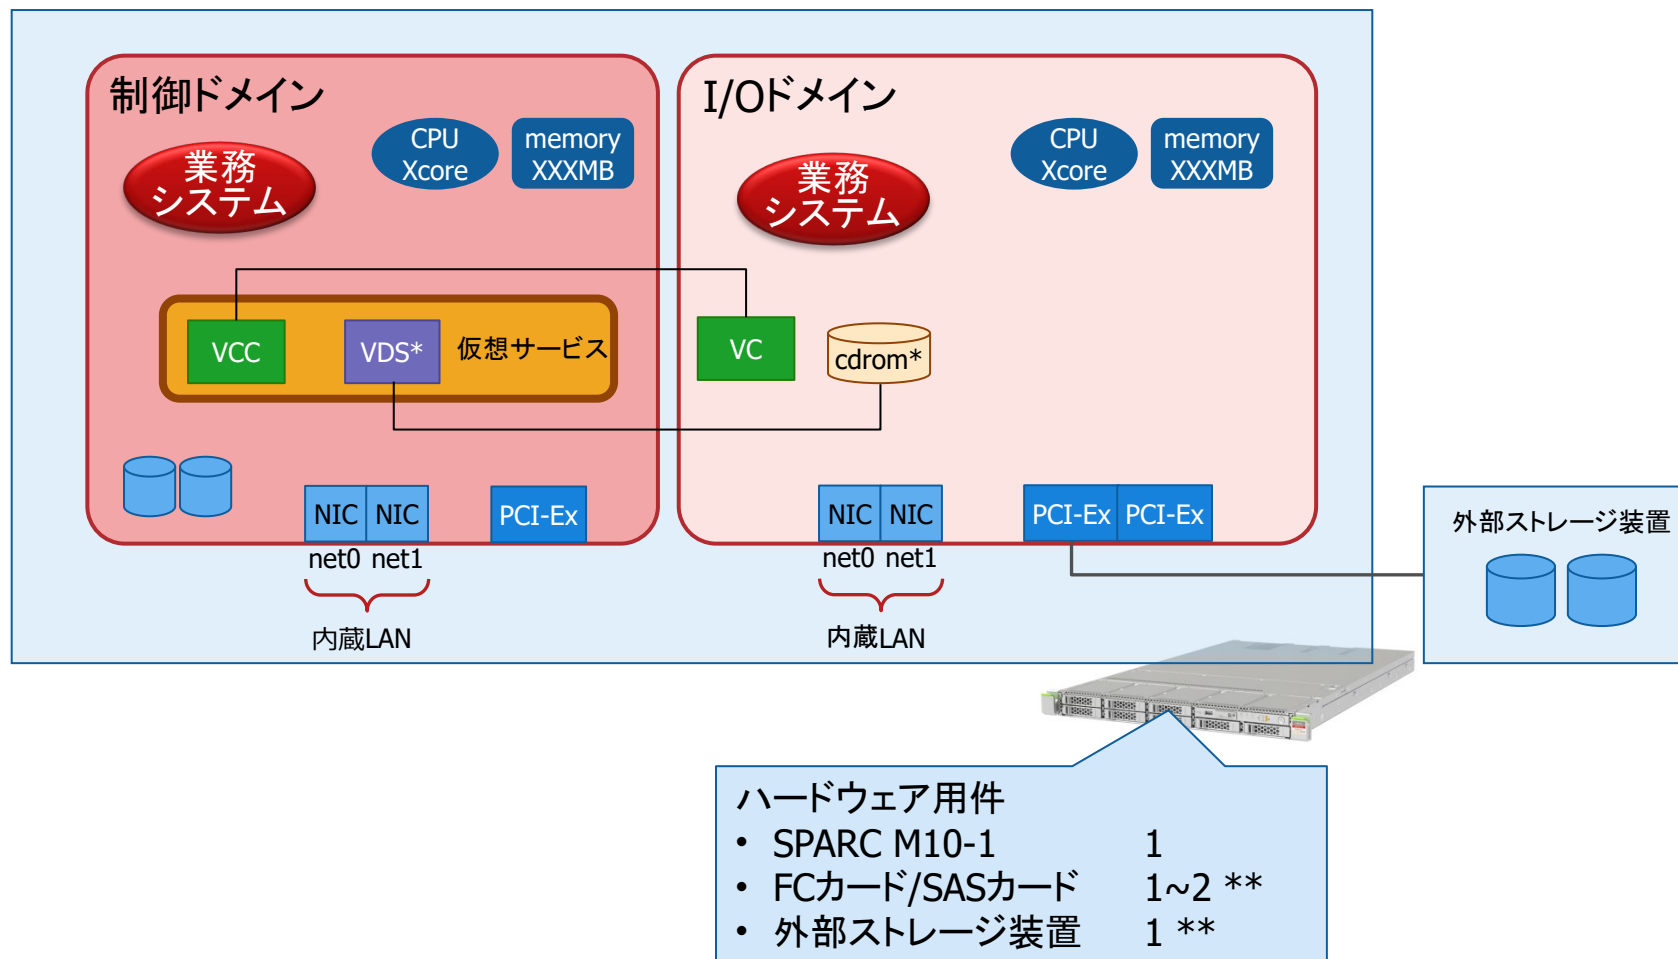 制御ドメイン
CPU
Xcore
memory
XXXMB
業務
システム
VCC
VDS*
仮想サービス
NIC
NIC
PCI-Ex
net0
net1
内蔵LAN
I/Oドメイン
CPU
Xcore
memory
XXXMB
業務
システム
VC
cdrom*
NIC
NIC
PCI-Ex
PCI-Ex
net0
net1
内蔵LAN
外部ストレージ装置
ハードウェア用件
• SPARC M10-1 1
• FCカード/SASカード 1~2 **
• 外部ストレージ装置 1 **